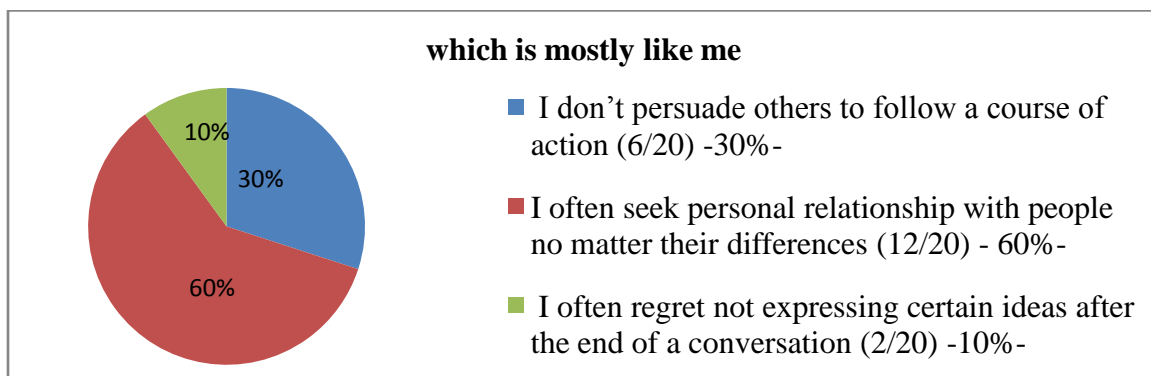 which is mostly like me
10%
30%
60%
I don’t persuade others to follow a course of
action (6/20) -30%-
I often seek personal relationship with people
no matter their differences (12/20) - 60%-
I often regret not expressing certain ideas after
the end of a conversation (2/20) -10%-